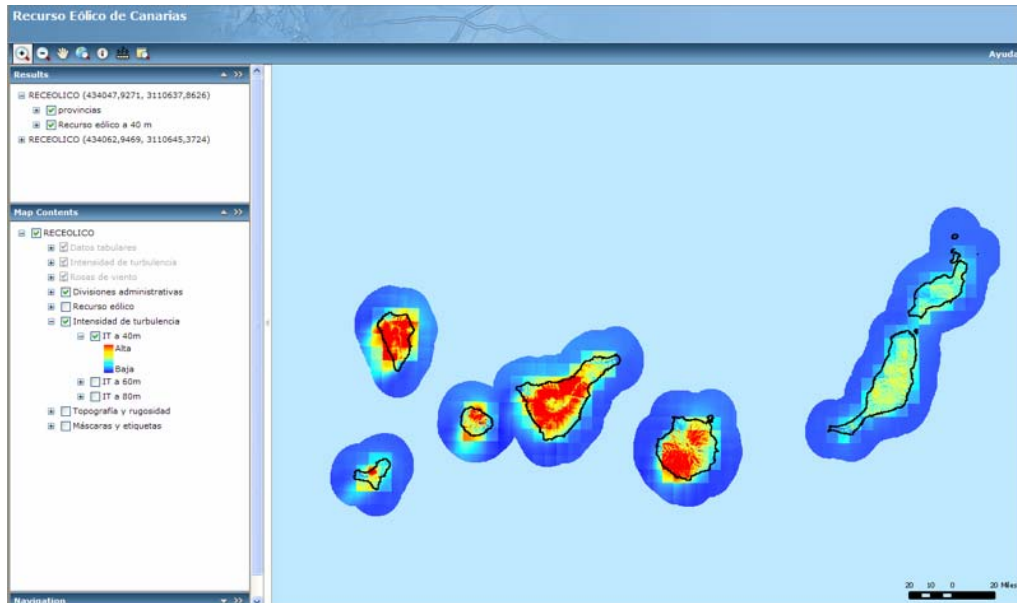 Recurso Eólico de Canarias
Ayuda
Results
RECEOLICO (434047,9271, 3110637,8626)
provincias
Recurso eólico a 40 m
RECEOLICO (434062,9469, 3110645,3724)
Map Contents
RECEOLICO
Datos tabulares
Intensidad de turbulencia
Rosas de viento
Divisiones administrativas
Recurso eólico
Intensidad de turbulencia
IT a 40m
Alta
Baja
IT a 60m
IT a 80m
Topografía y rugosidad
Máscaras y etiquetas
Navigation
20 10 0 20 Miles